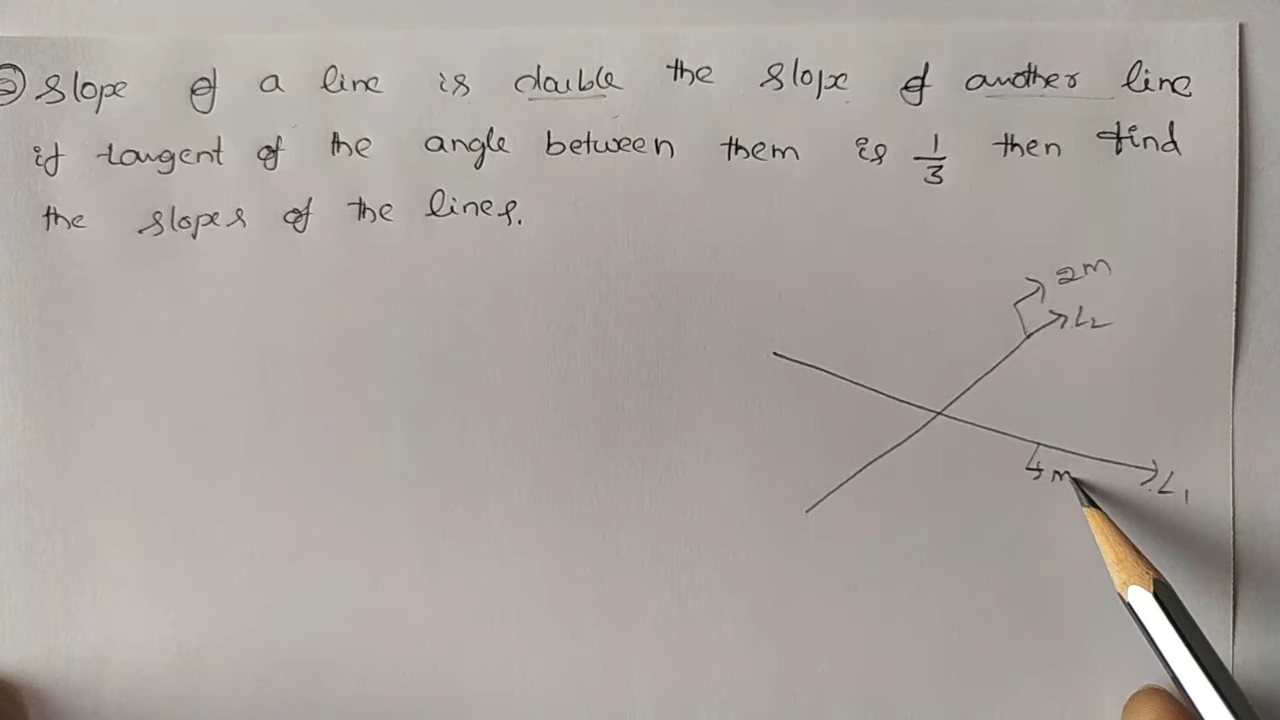 ② Slope of a line is double the slope of another line
if tangent of the angle between them is 1/3 then find
the slopes of the lines.
2m
L₂
m
L₁